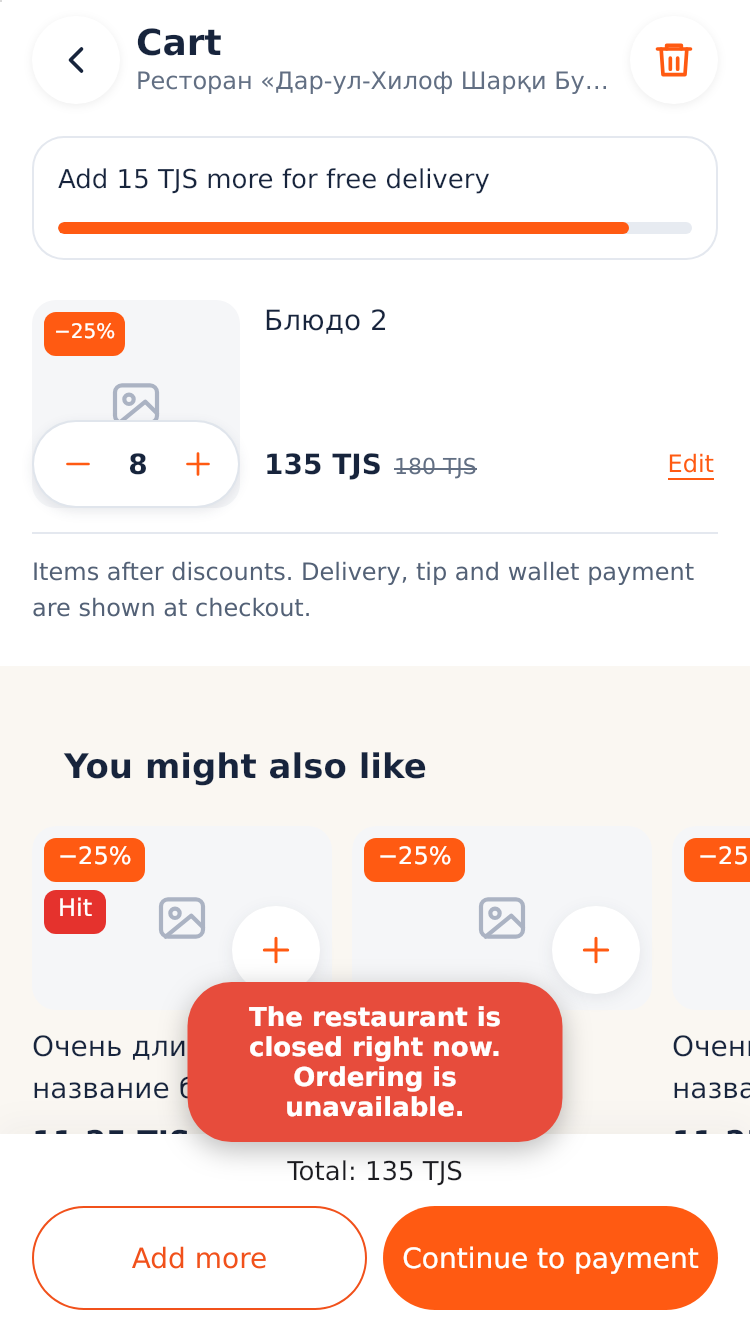 Cart
Ресторан «Дар-ул-Хилоф Шарқи Бу...
Add 15 TJS more for free delivery
−25%
Блюдо 2
8
135 TJS 180 TJS
Edit
Items after discounts. Delivery, tip and wallet payment
are shown at checkout.
You might also like
−25%
Hit
−25%
−25
Очень дли
название
Очен
назва
The restaurant is
closed right now.
Ordering is
unavailable.
Total: 135 TJS
Add more
Continue to payment